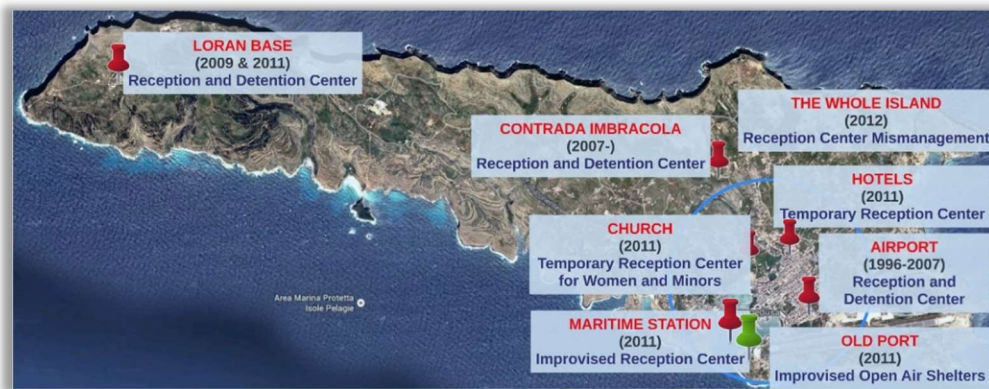 LORAN BASE
(2009 & 2011)
Reception and Detention Center
THE WHOLE ISLAND
(2012)
Reception Center Mismanagement
CONTRADA IMBRACOLA
(2007-)
Reception and Detention Center
HOTELS
(2011)
Temporary Reception Center
CHURCH
(2011)
Temporary Reception Center
for Women and Minors
AIRPORT
(1996-2007)
Reception and
Detention Center
Area Marina Protetta
Isole Pelagie
MARITIME STATION
(2011)
Improvised Reception Center
OLD PORT
(2011)
Improvised Open Air Shelters